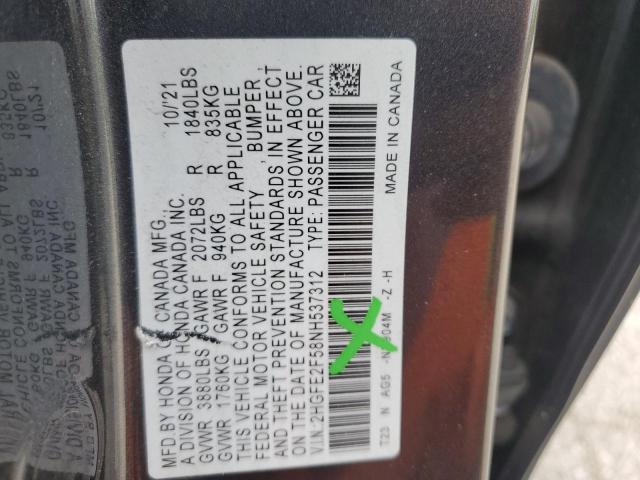 MFD.BY HONDA CANADA MFG., 10/'21
A DIVISION OF HONDA CANADA INC.
GVWR 3880LBS GAWR F 2072LBS R 1840LBS
GVWR 1760KG GAWR F 940KG R 835KG
THIS VEHICLE CONFORMS TO ALL APPLICABLE
FEDERAL MOTOR VEHICLE SAFETY, BUMPER,
AND THEFT PREVENTION STANDARDS IN EFFECT
ON THE DATE OF MANUFACTURE SHOWN ABOVE.
V.I.N. :2HGFE2F58NH537312 TYPE: PASSENGER CAR
T23 N AG5 -Z -H MADE IN CANADA